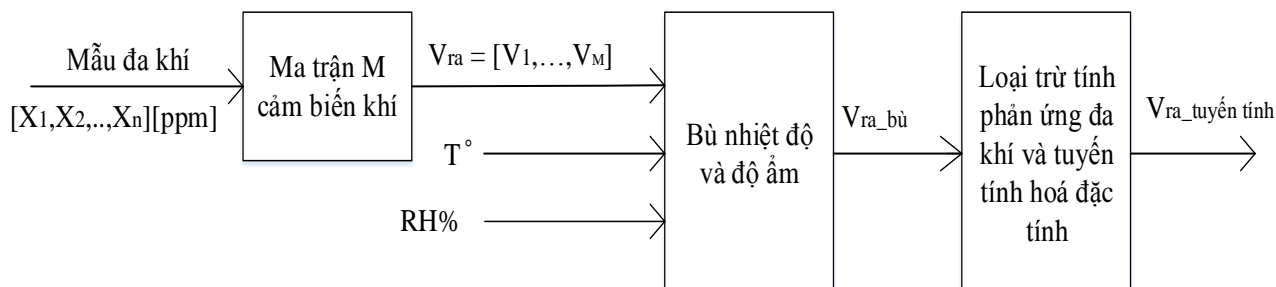 Mẫu đa khí
[X1,X2,..,Xn][ppm]
Ma trận M
cảm biến khí
Vra = [V1,…,VM]
T°
RH%
Bù nhiệt độ
và độ ẩm
Vra_bù
Loại trừ tính
phản ứng đa
khí và tuyến
tính hoá đặc
tính
Vra_tuyến tính